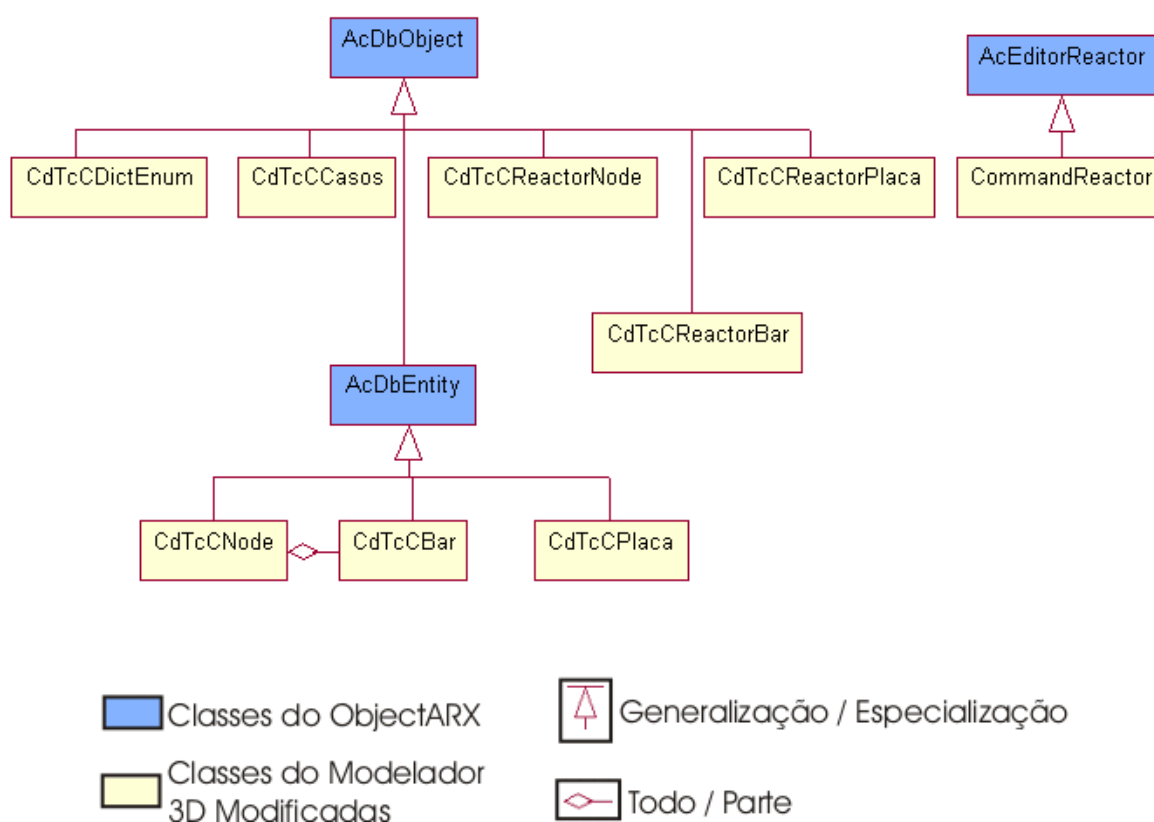 AcDbObject
AcEditorReactor
CdTcCDictEnum
CdTcCCasos
CdTcCReactorNode
CdTcCReactorPlaca
CommandReactor
CdTcCReactorBar
AcDbEntity
CdTcCNode
CdTcCBar
CdTcCPlaca
Classes do ObjectARX
Generalização / Especialização
Classes do Modelador
3D Modificadas
Todo / Parte